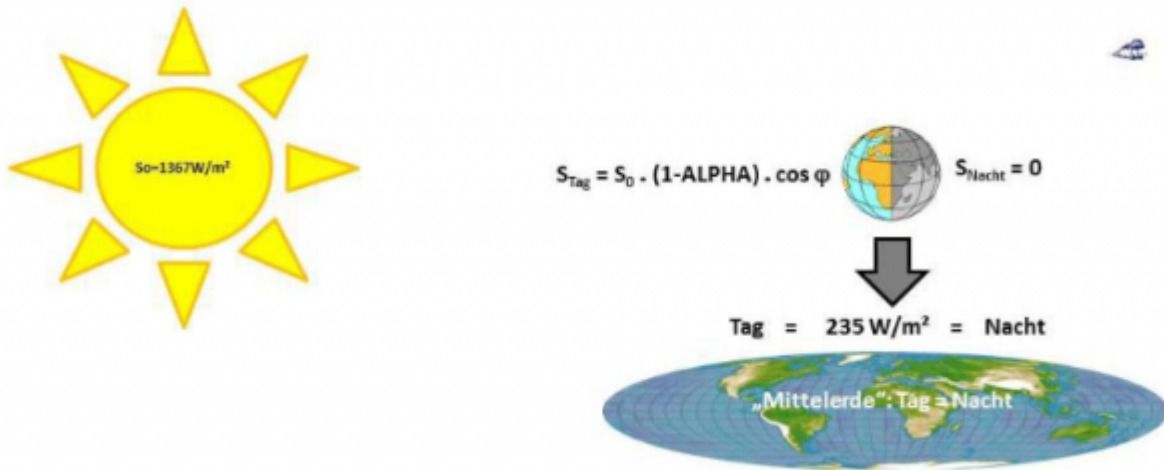 So=1367W/m²
S_Tag = S_0 . (1-ALPHA) . cos φ
S_Nacht = 0
Tag = 235 W/m² = Nacht
„Mittelerde“: Tag = Nacht